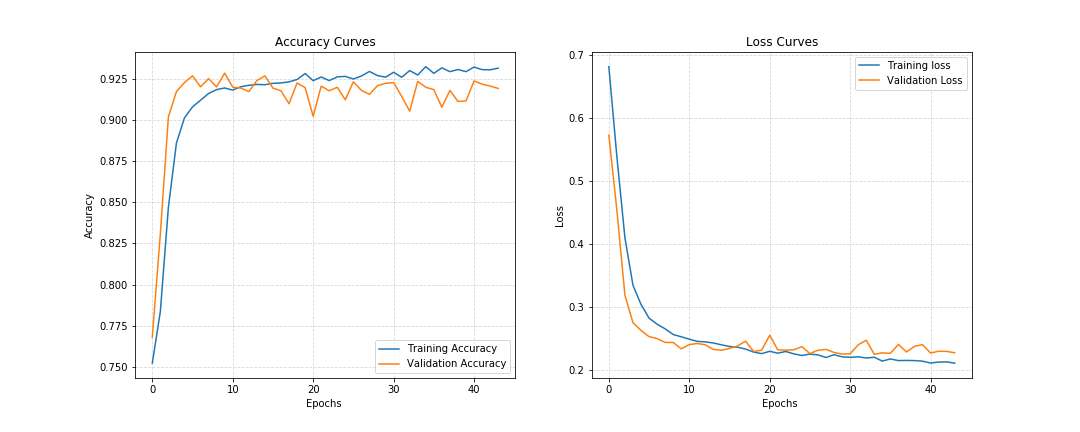 Accuracy Curves
Accuracy
0.925
0.900
0.875
0.850
0.825
0.800
0.775
0.750
Training Accuracy
Validation Accuracy
0 10 20 30 40
Epochs
Loss Curves
Loss
0.7
0.6
0.5
0.4
0.3
0.2
Training loss
Validation Loss
0 10 20 30 40
Epochs